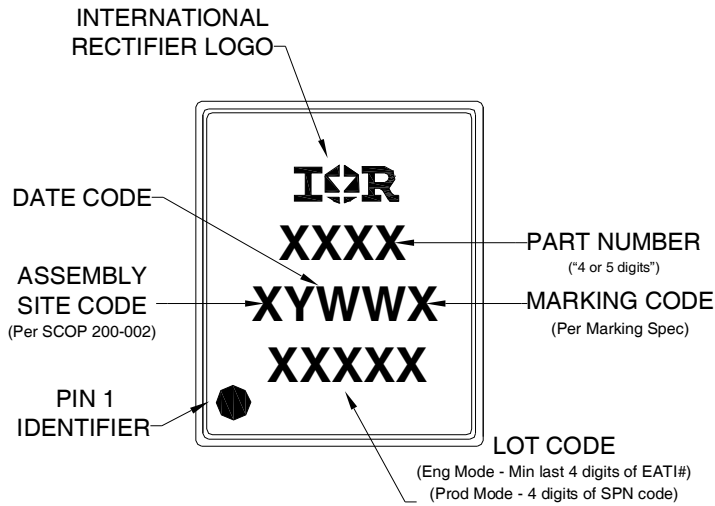 INTERNATIONAL
RECTIFIER LOGO
IOR
DATE CODE
XXXX
PART NUMBER
(“4 or 5 digits”)
ASSEMBLY
SITE CODE
(Per SCOP 200-002)
XYWWX
MARKING CODE
(Per Marking Spec)
XXXXX
PIN 1
IDENTIFIER
LOT CODE
(Eng Mode - Min last 4 digits of EATI#)
(Prod Mode - 4 digits of SPN code)